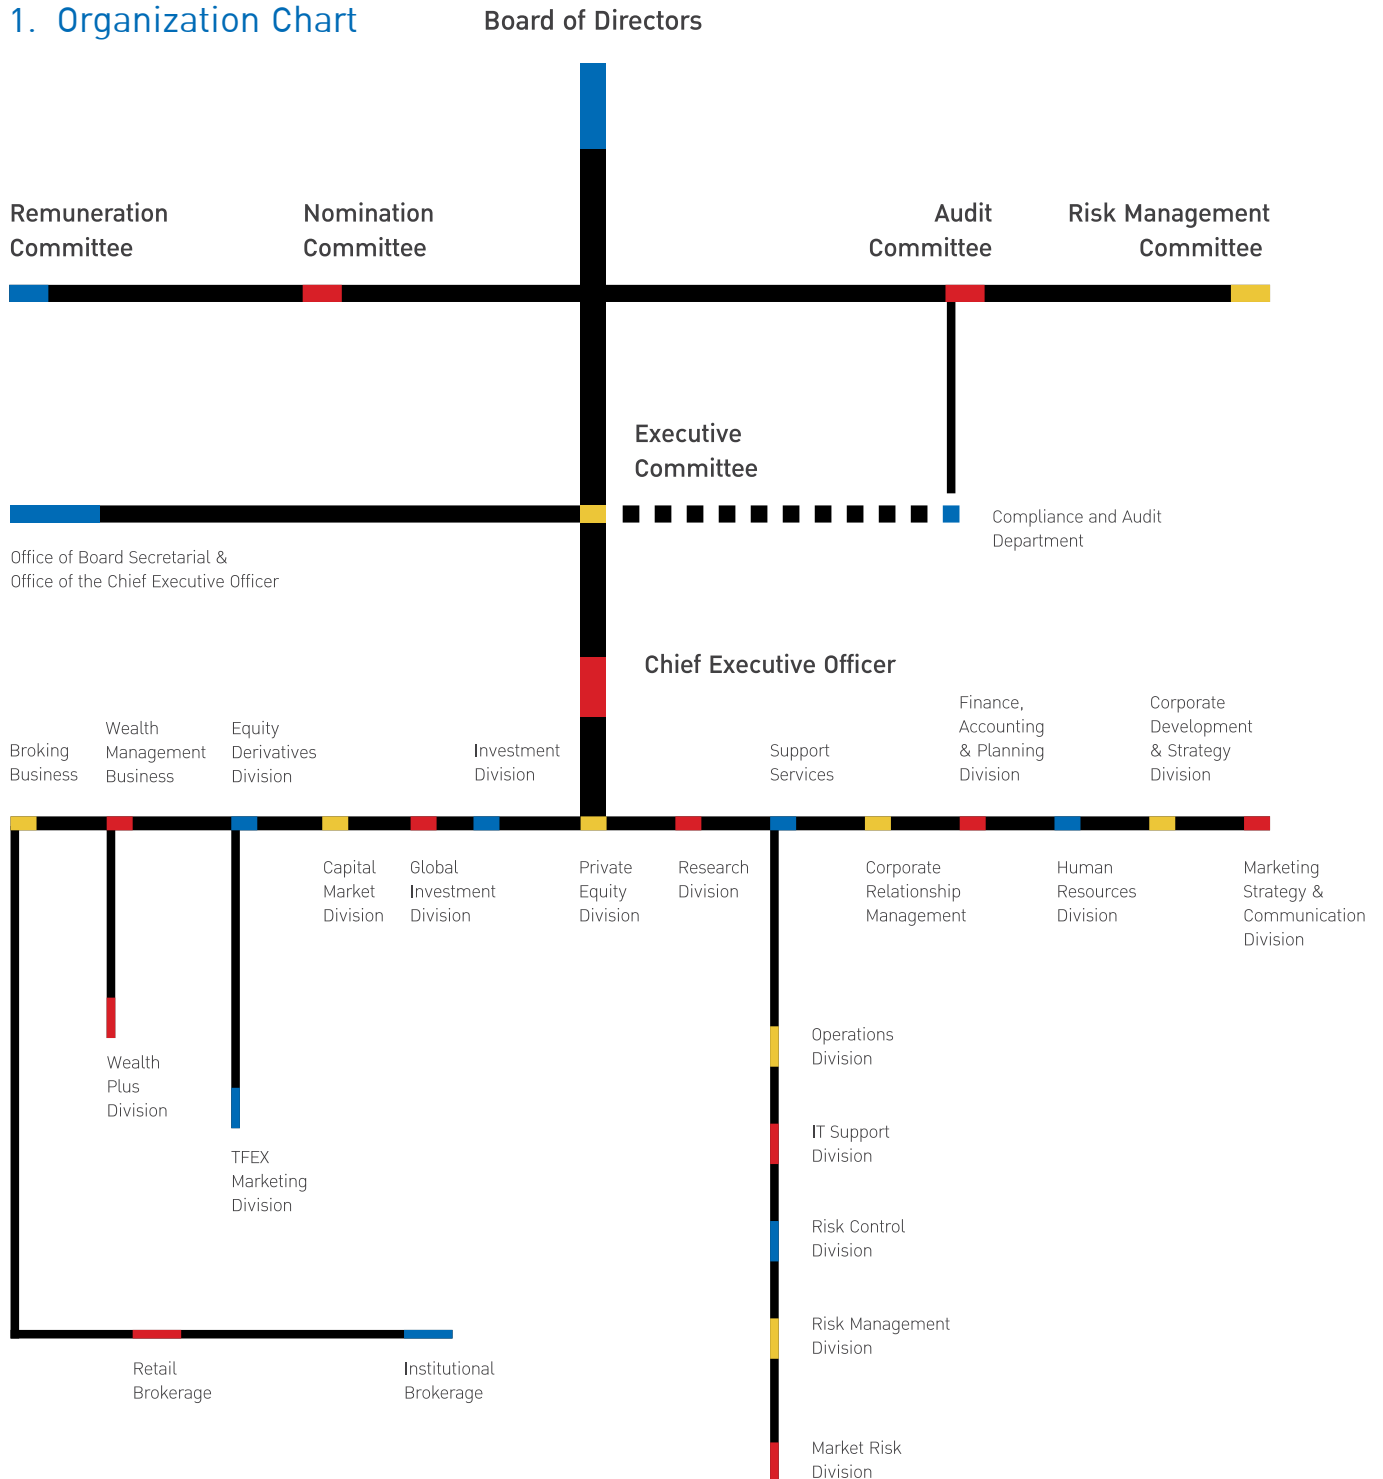 1. Organization Chart
Board of Directors
Remuneration
Committee
Nomination
Committee
Audit
Committee
Risk Management
Committee
Executive
Committee
Compliance and Audit
Department
Office of Board Secretarial &
Office of the Chief Executive Officer
Chief Executive Officer
Broking
Business
Wealth
Management
Business
Equity
Derivatives
Division
Investment
Division
Support
Services
Finance,
Accounting
& Planning
Division
Corporate
Development
& Strategy
Division
Capital
Market
Division
Global
Investment
Division
Private
Equity
Division
Research
Division
Corporate
Relationship
Management
Human
Resources
Division
Marketing
Strategy &
Communication
Division
Wealth
Plus
Division
TFEX
Marketing
Division
Operations
Division
IT Support
Division
Risk Control
Division
Risk Management
Division
Retail
Brokerage
Institutional
Brokerage
Market Risk
Division